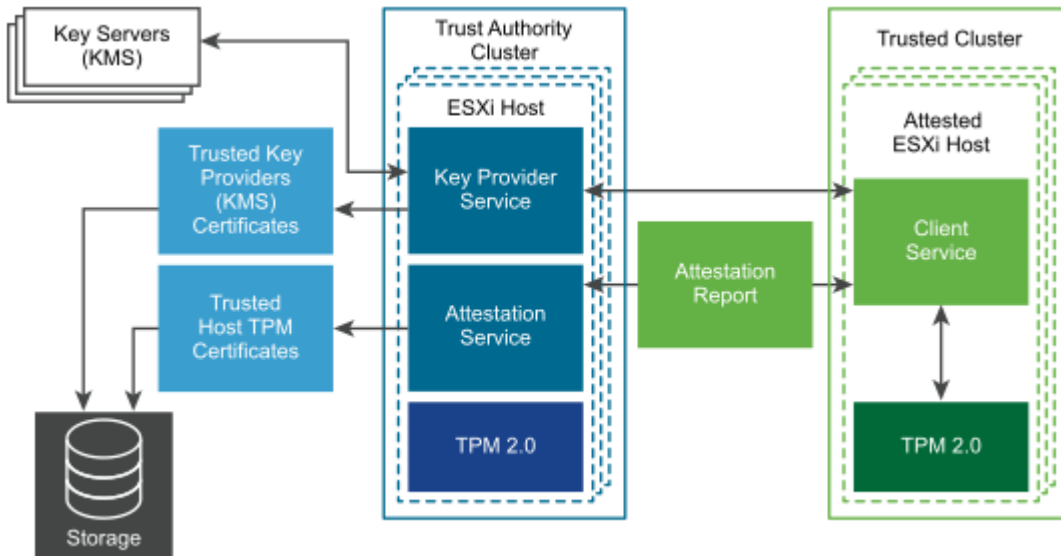 Key Servers
(KMS)
Trust Authority
Cluster
Trusted Cluster
ESXi Host
Attested
ESXi Host
Trusted Key
Providers
(KMS)
Certificates
Key Provider
Service
Client
Service
Attestation
Report
Trusted
Host TPM
Certificates
Attestation
Service
TPM 2.0
TPM 2.0
Storage